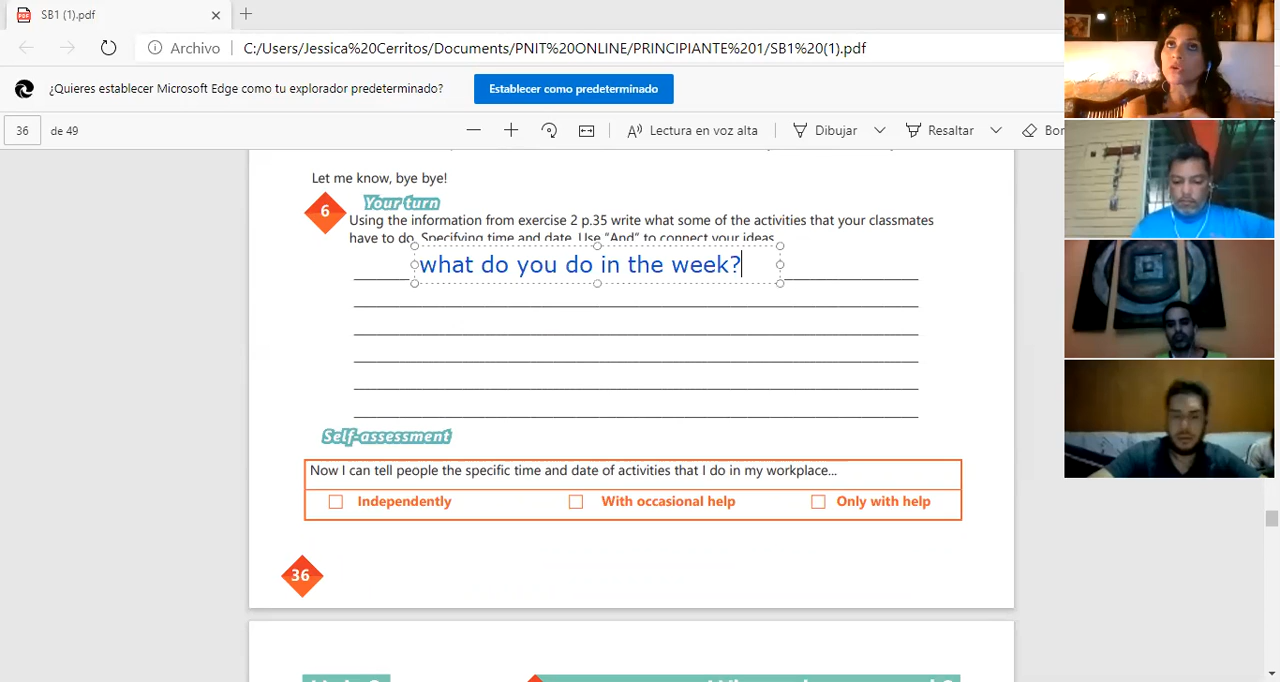 SB1 (1).pdf
Archivo
C:/Users/Jessica%20Cerritos/Documents/PNIT%20ONLINE/PRINCIPIANTE%201/SB1%20(1).pdf
¿Quieres establecer Microsoft Edge como tu explorador predeterminado?
Establecer como predeterminado
36 de 49
Lectura en voz alta
Dibujar
Resaltar
Bor
Let me know, bye bye!
6
Your turn
Using the information from exercise 2 p.35 write what some of the activities that your classmates
have to do. Specifying time and date. Use “And” to connect your ideas
what do you do in the week?
Self-assessment
Now I can tell people the specific time and date of activities that I do in my workplace...
Independently
With occasional help
Only with help
36